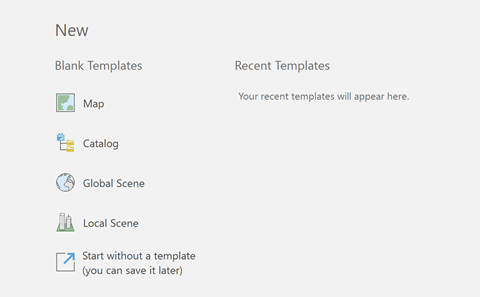 New
Blank Templates
Recent Templates
Your recent templates will appear here.
Map
Catalog
Global Scene
Local Scene
Start without a template
(you can save it later)